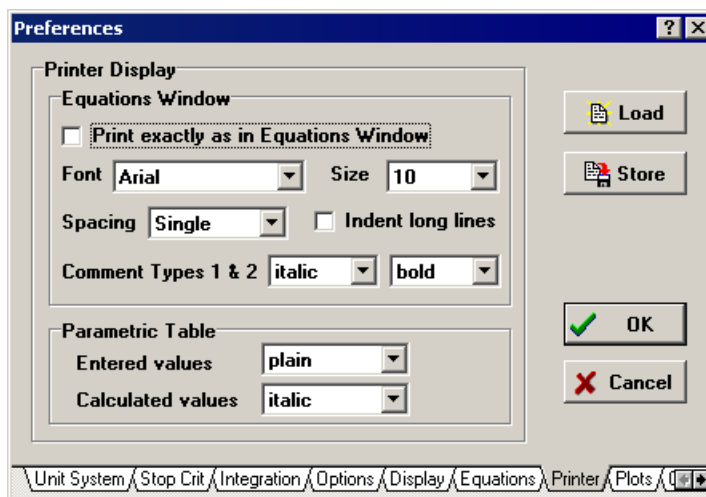 Preferences
Printer Display
Equations Window
Print exactly as in Equations Window
Font Arial Size 10
Spacing Single Indent long lines
Comment Types 1 & 2 italic bold
Parametric Table
Entered values plain
Calculated values italic
Load
Store
OK
Cancel
Unit System Stop Crit Integration Options Display Equations Printer Plots